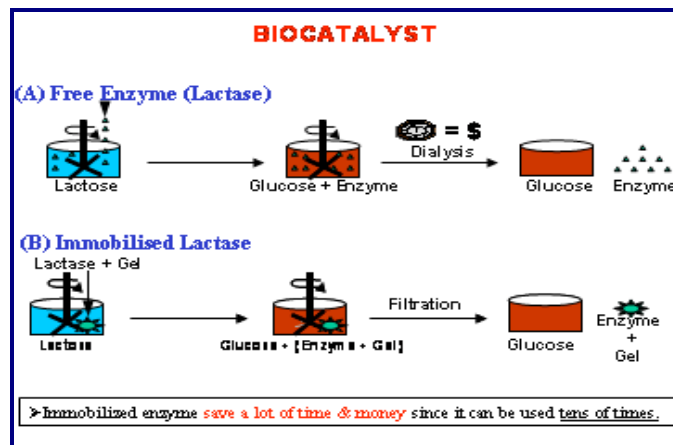 BIOCATALYST
(A) Free Enzyme (Lactase)
= $
Dialysis
Lactose
Glucose + Enzyme
Glucose
Enzyme
(B) Immobilised Lactase
Lactase + Gel
Filtration
Lactase
Glucose + [Enzyme + Gel]
Glucose
Enzyme
+
Gel
➢Immobilized enzyme save a lot of time & money since it can be used tens of times.